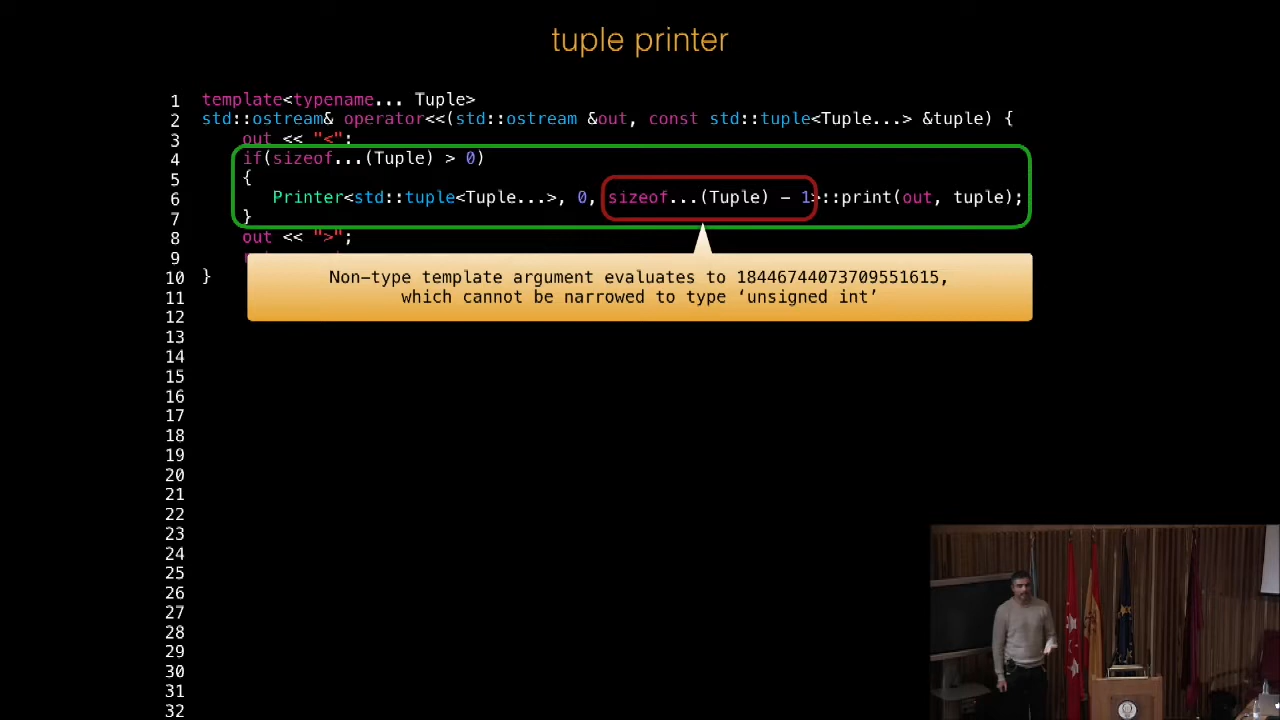 tuple printer
1 template<typename... Tuple>
2 std::ostream& operator<<(std::ostream &out, const std::tuple<Tuple...> &tuple) {
3 out << "<";
4 if(sizeof...(Tuple) > 0)
5 {
6 Printer<std::tuple<Tuple...>, 0, sizeof...(Tuple) - 1>::print(out, tuple);
7 }
8 out << ">";
9
10 }
11
12
13
14
15
16
17
18
19
20
21
22
23
24
25
26
27
28
29
30
31
32
Non-type template argument evaluates to 18446744073709551615,
which cannot be narrowed to type ‘unsigned int’